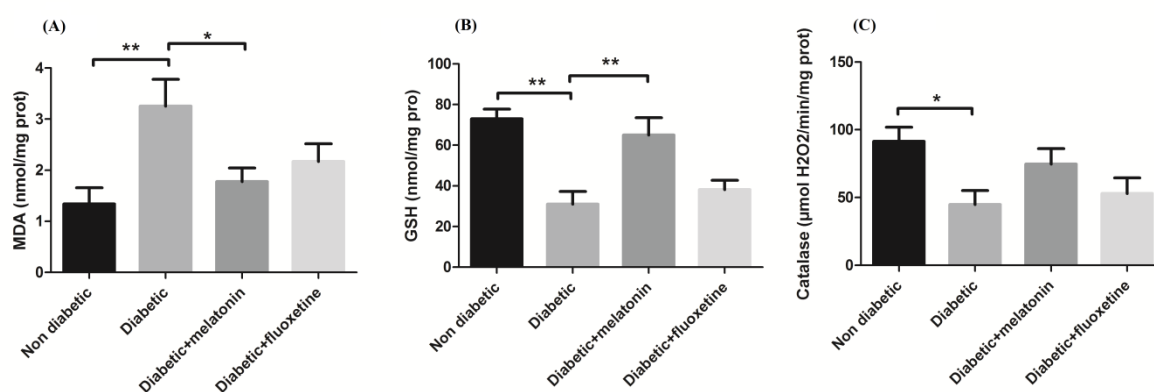 (A)
**
*
MDA (nmol/mg prot)
4
3
2
1
0
Non diabetic
Diabetic
Diabetic+melatonin
Diabetic+fluoxetine
(B)
**
**
GSH (nmol/mg pro)
100
80
60
40
20
0
Non diabetic
Diabetic
Diabetic+melatonin
Diabetic+fluoxetine
(C)
*
Catalase (µmol H2O2/min/mg prot)
150
100
50
0
Non diabetic
Diabetic
Diabetic+melatonin
Diabetic+fluoxetine